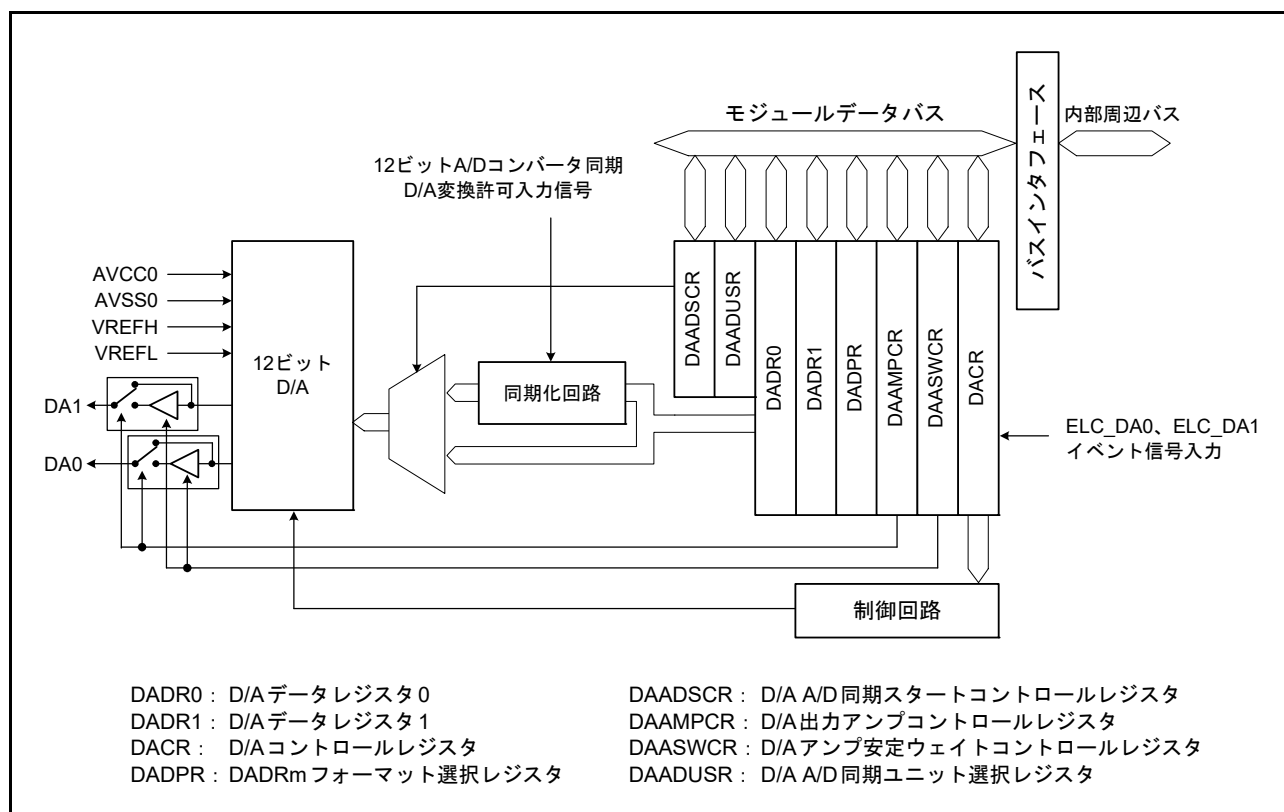 モジュールデータバス
内部周辺バス
バスインタフェース
12ビットA/Dコンバータ同期
D/A変換許可入力信号
AVCC0
AVSS0
VREFH
VREFL
12ビット
D/A
DA1
DA0
同期化回路
DAADSCR
DAADUSR
DADR0
DADR1
DADPR
DAAMPCR
DAASWCR
DACR
ELC_DA0、ELC_DA1
イベント信号入力
制御回路
DADR0: D/Aデータレジスタ0
DADR1: D/Aデータレジスタ1
DACR: D/Aコントロールレジスタ
DADPR: DADRmフォーマット選択レジスタ
DAADSCR: D/A A/D同期スタートコントロールレジスタ
DAAMPCR: D/A出力アンプコントロールレジスタ
DAASWCR: D/Aアンプ安定ウェイトコントロールレジスタ
DAADUSR: D/A A/D同期ユニット選択レジスタ